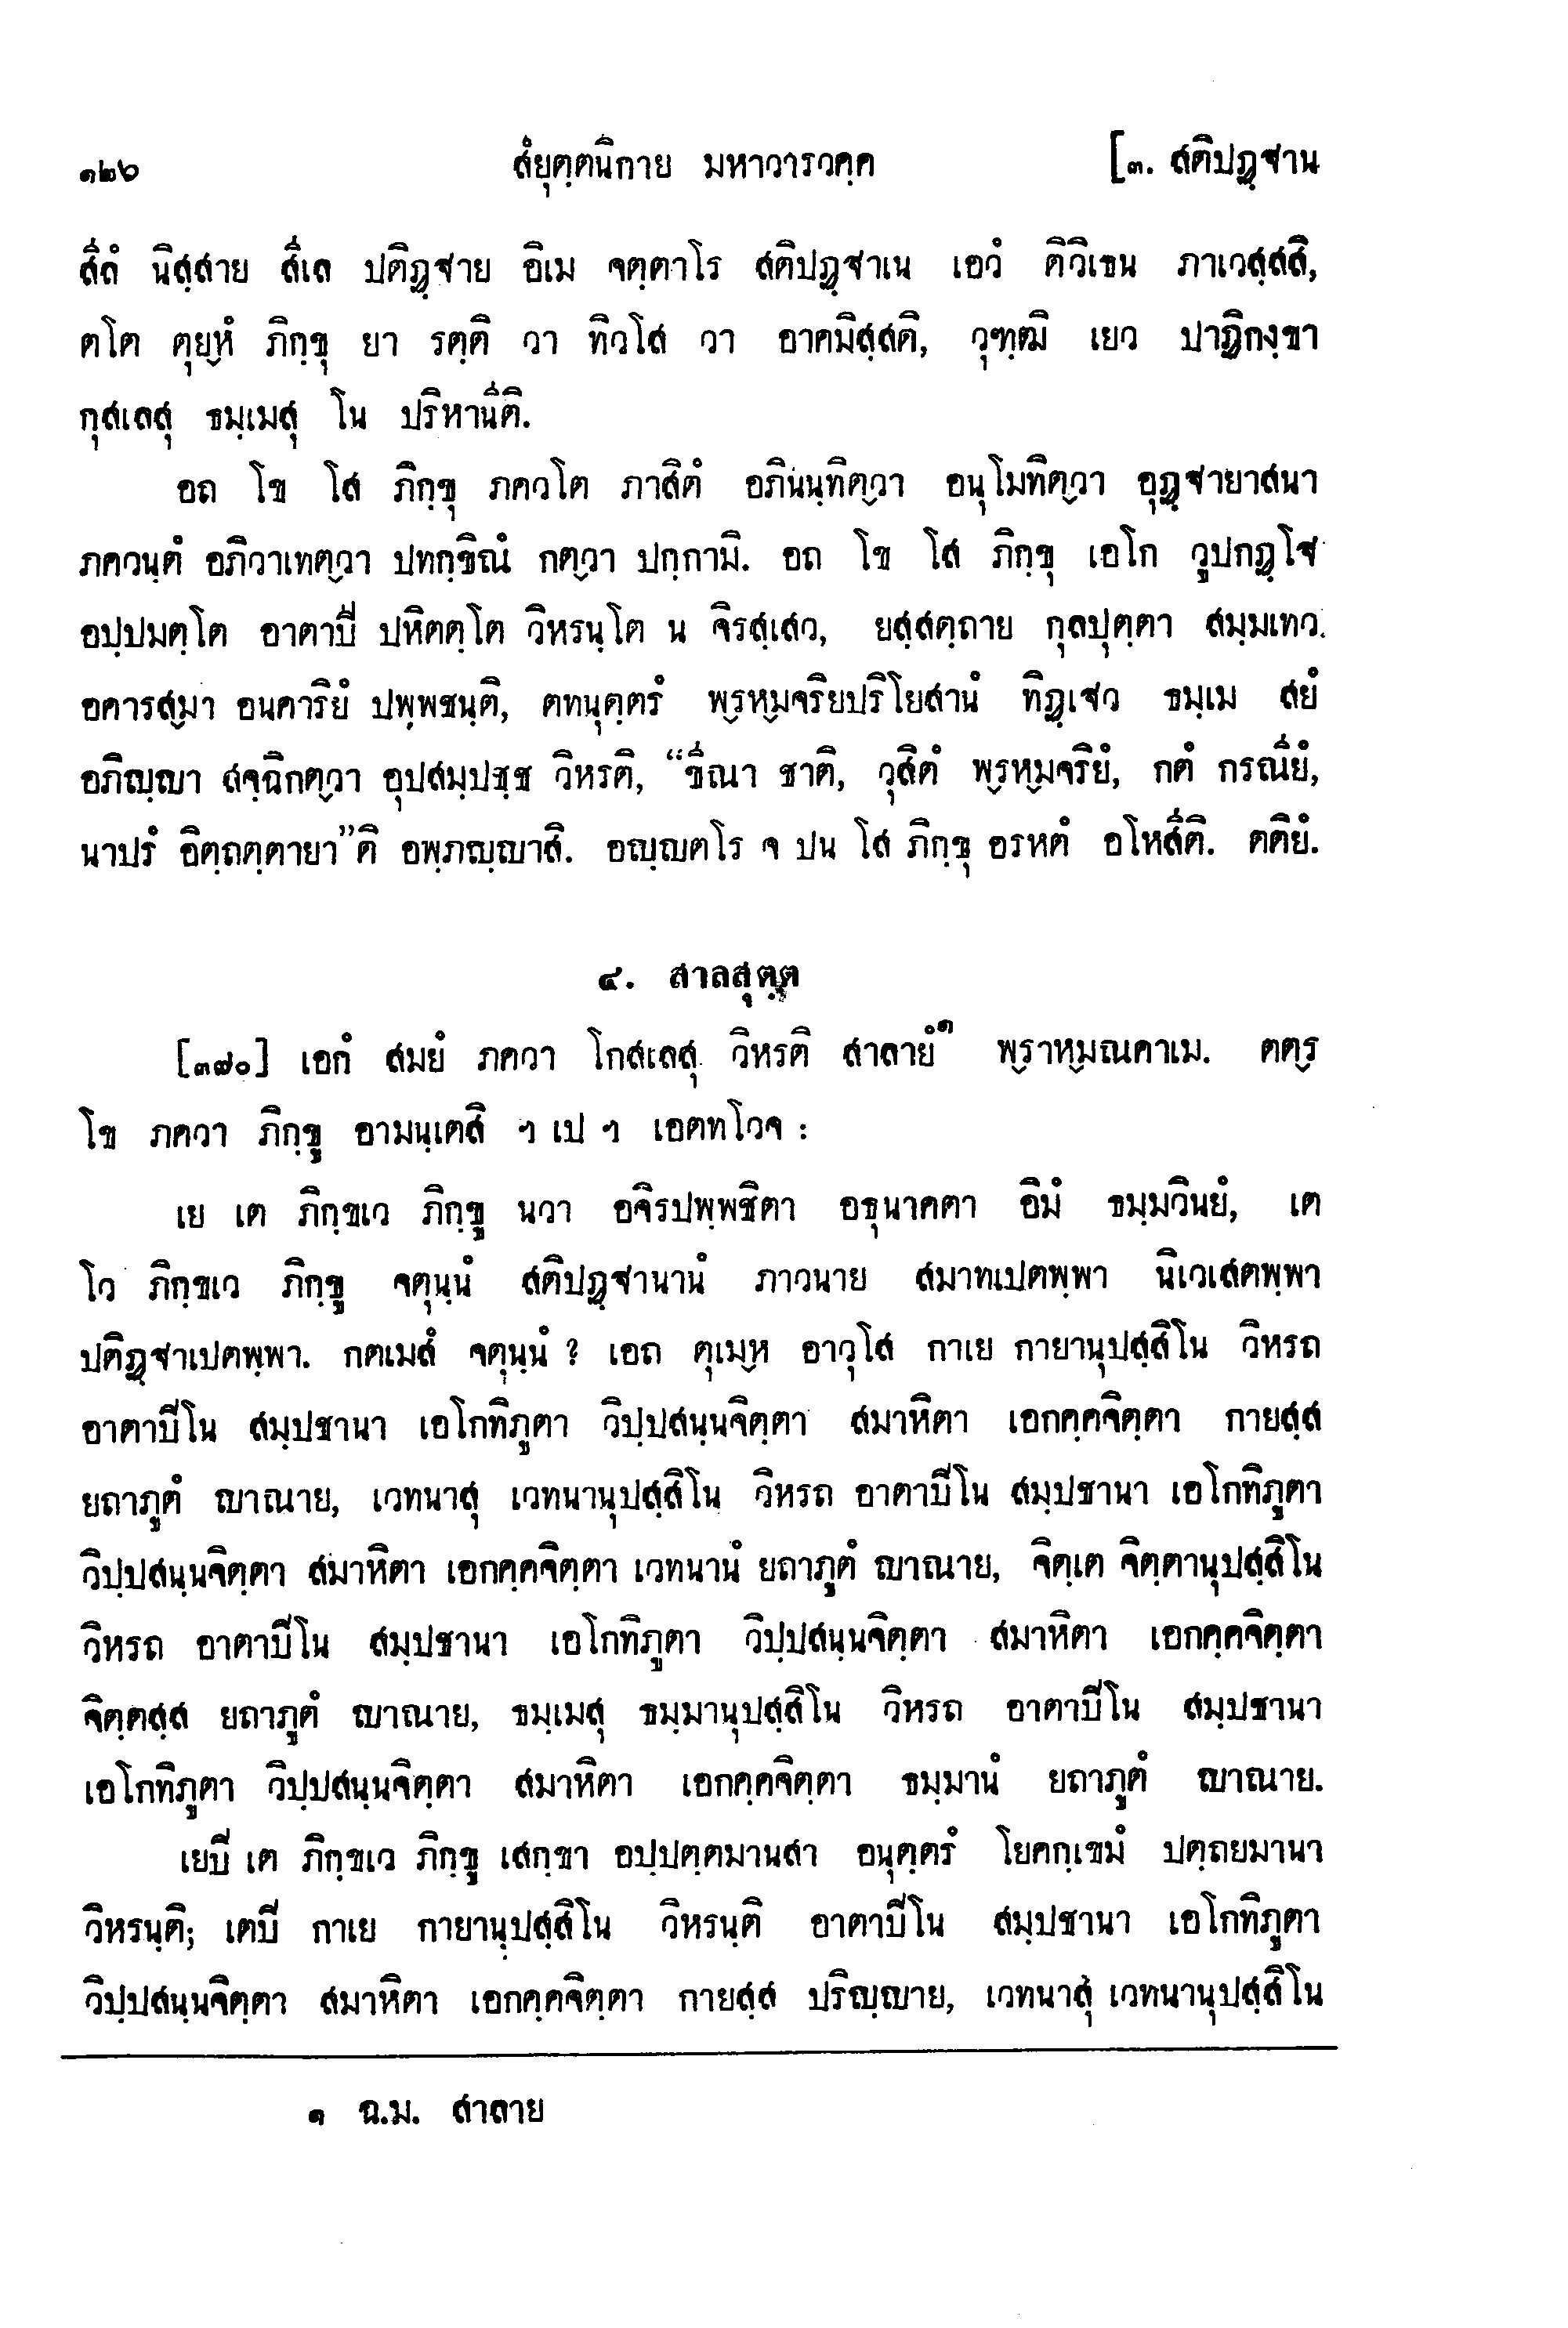 ๑๒๖ สํยุตฺตนิกาย มหาวารวคฺค [๓. สติปฏฺฐาน
สีลํ นิสฺสาย สีเล ปติฏฺฐาย อิเม จตฺตาโร สติปฏฺฐาเน เอวํ ติวิเธน ภาเวสฺสสิ,
ตโต ตุยฺหํ ภิกฺขุ ยา รตฺติ วา ทิวโส วา อาคมิสฺสติ, วุฑฺฒิ เยว ปาฏิกงฺขา
กุสเลสุ ธมฺเมสุ โน ปริหานีติ.
อถ โข โส ภิกฺขุ ภควโต ภาสิตํ อภินนฺทิตฺวา อนุโมทิตฺวา อุฏฺฐายาสนา
ภควนฺตํ อภิวาเทตฺวา ปทกฺขิณํ กตฺวา ปกฺกามิ. อถ โข โส ภิกฺขุ เอโก วูปกฏฺโฐ
อปฺปมตฺโต อาตาปี ปหิตตฺโต วิหรนฺโต น จิรสฺเสว, ยสฺสตฺถาย กุลปุตฺตา สมฺมเทว
อคารสฺมา อนคาริยํ ปพฺพชนฺติ, ตทนุตฺตรํ พฺรหฺมจริยปริโยสานํ ทิฏฺเฐว ธมฺเม สยํ
อภิญฺญา สจฺฉิกตฺวา อุปสมฺปชฺช วิหรติ, “ขีณา ชาติ, วุสิตํ พฺรหฺมจริยํ, กตํ กรณียํ,
นาปรํ อิตฺถตฺตายา”ติ อพฺภญฺญาสิ. อญฺญตโร จ ปน โส ภิกฺขุ อรหตํ อโหสีติ. ตติยํ.
๔. สาลสุตฺต
[๓๗๐] เอกํ สมยํ ภควา โกสเลสุ วิหรติ สาลายํ๑ พฺราหฺมณคาเม. ตตฺร
โข ภควา ภิกฺขู อามนฺเตสิ ฯ เป ฯ เอตทโวจ :
เย เต ภิกฺขเว ภิกฺขู นวา อจิรปพฺพชิตา อธุนาคตา อิมํ ธมฺมวินยํ, เต
โว ภิกฺขเว ภิกฺขู จตุนฺนํ สติปฏฺฐานานํ ภาวนาย สมาทเปตพฺพา นิเวเสตพฺพา
ปติฏฺฐาเปตพฺพา. กตเมสํ จตุนฺนํ ? เอถ ตุเมฺห อาวุโส กาเย กายานุปสฺสิโน วิหรถ
อาตาปิโน สมฺปชานา เอโกทิภูตา วิปฺปสนฺนจิตฺตา สมาหิตา เอกคฺคจิตฺตา กายสฺส
ยถาภูตํ ญาณาย, เวทนาสุ เวทนานุปสฺสิโน วิหรถ อาตาปิโน สมฺปชานา เอโกทิภูตา
วิปฺปสนฺนจิตฺตา สมาหิตา เอกคฺคจิตฺตา เวทนานํ ยถาภูตํ ญาณาย, จิตฺเต จิตฺตานุปสฺสิโน
วิหรถ อาตาปิโน สมฺปชานา เอโกทิภูตา วิปฺปสนฺนจิตฺตา สมาหิตา เอกคฺคจิตฺตา
จิตฺตสฺส ยถาภูตํ ญาณาย, ธมฺเมสุ ธมฺมานุปสฺสิโน วิหรถ อาตาปิโน สมฺปชานา
เอโกทิภูตา วิปฺปสนฺนจิตฺตา สมาหิตา เอกคฺคจิตฺตา ธมฺมานํ ยถาภูตํ ญาณาย.
เยปิ เต ภิกฺขเว ภิกฺขู เสกฺขา อปฺปตฺตมานสา อนุตฺตรํ โยคกฺเขมํ ปตฺถยมานา
วิหรนฺติ; เตปิ กาเย กายานุปสฺสิโน วิหรนฺติ อาตาปิโน สมฺปชานา เอโกทิภูตา
วิปฺปสนฺนจิตฺตา สมาหิตา เอกคฺคจิตฺตา กายสฺส ปริญฺญาย, เวทนาสุ เวทนานุปสฺสิโน
๑ ฉ.ม. สาลาย